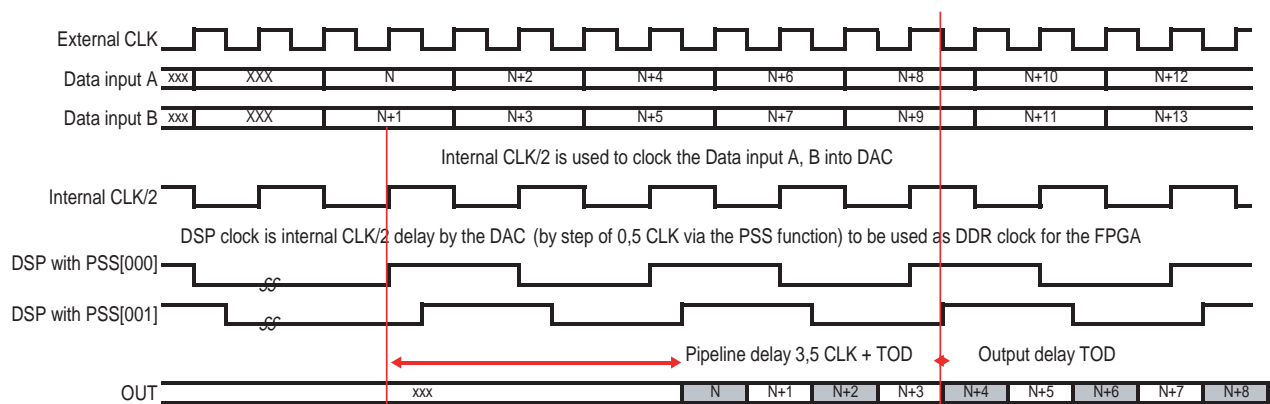 External CLK
Data input A xxx XXX N N+2 N+4 N+6 N+8 N+10 N+12
Data input B xxx XXX N+1 N+3 N+5 N+7 N+9 N+11 N+13
Internal CLK/2 is used to clock the Data input A, B into DAC
Internal CLK/2
DSP clock is internal CLK/2 delay by the DAC (by step of 0,5 CLK via the PSS function) to be used as DDR clock for the FPGA
DSP with PSS[000]
DSP with PSS[001]
Pipeline delay 3,5 CLK + TOD Output delay TOD
OUT xxx N N+1 N+2 N+3 N+4 N+5 N+6 N+7 N+8